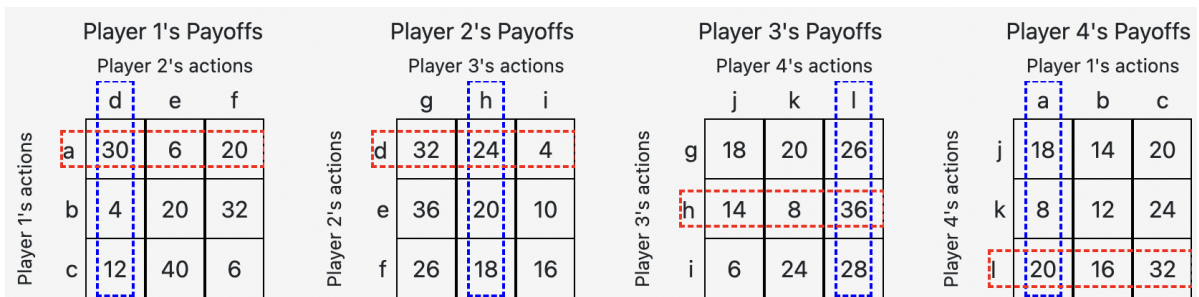 Player 1's Payoffs
Player 2's actions
d e f
Player 1's actions
a 30 6 20
b 4 20 32
c 12 40 6
Player 2's Payoffs
Player 3's actions
g h i
Player 2's actions
d 32 24 4
e 36 20 10
f 26 18 16
Player 3's Payoffs
Player 4's actions
j k l
Player 3's actions
g 18 20 26
h 14 8 36
i 6 24 28
Player 4's Payoffs
Player 1's actions
a b c
Player 4's actions
j 18 14 20
k 8 12 24
l 20 16 32